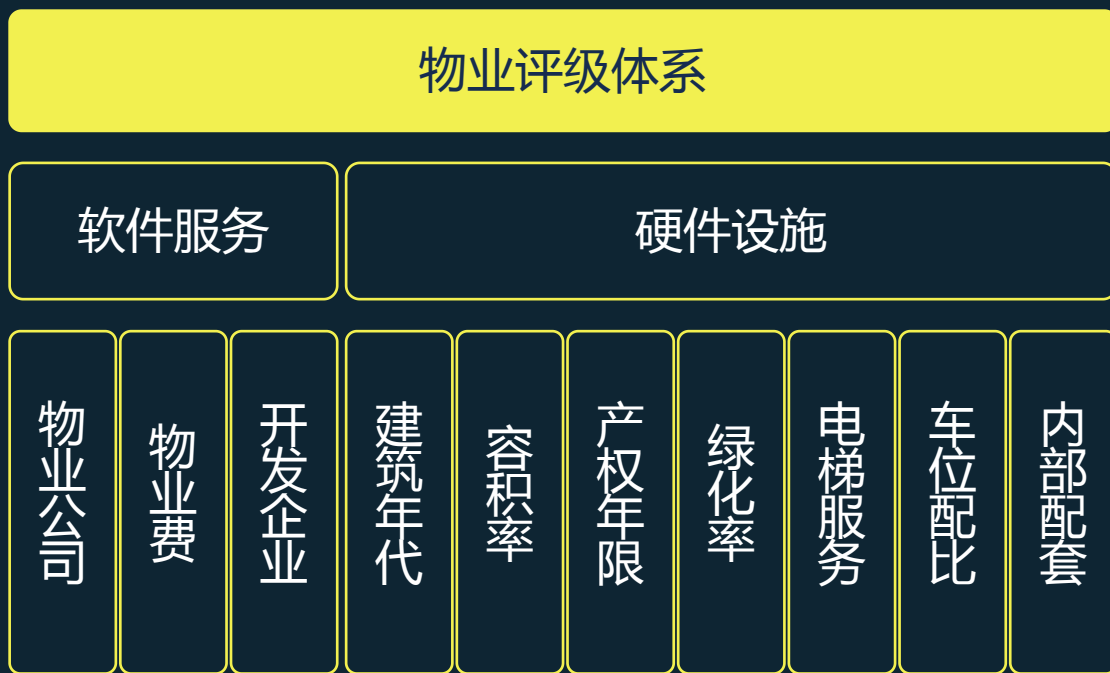 物业评级体系
软件服务
硬件设施
物业公司
物业费
开发企业
建筑年代
容积率
产权年限
绿化率
电梯服务
车位配比
内部配套